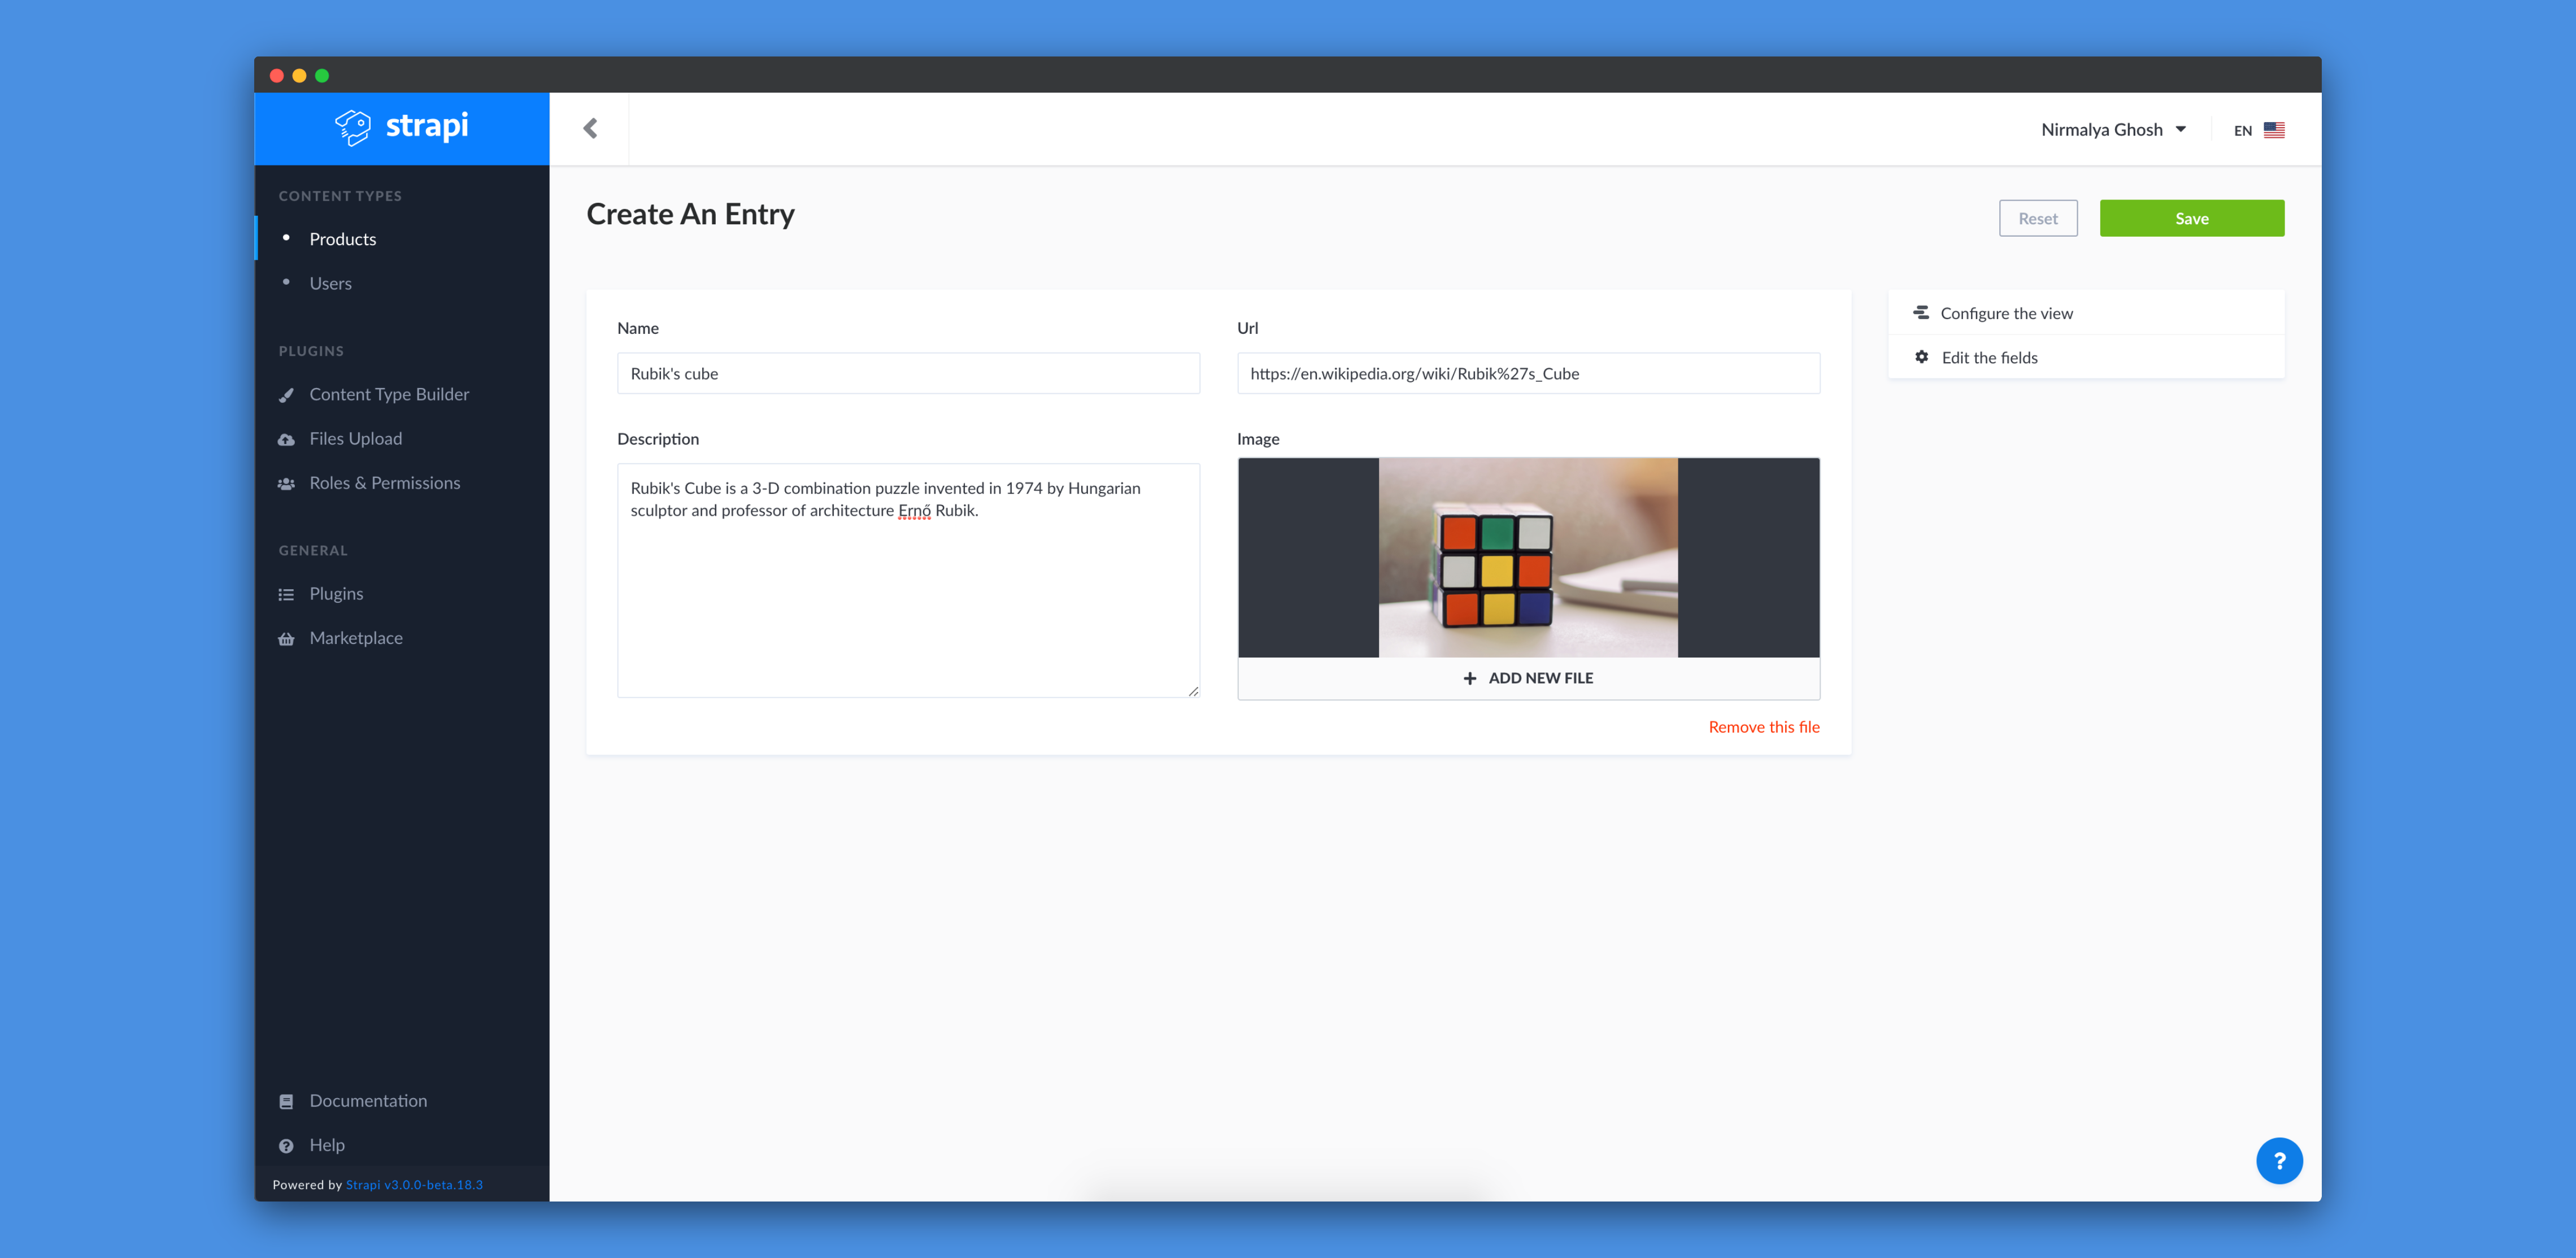 strapi
Nirmalya Ghosh
EN
CONTENT TYPES
Products
Users
PLUGINS
Content Type Builder
Files Upload
Roles & Permissions
GENERAL
Plugins
Marketplace
Documentation
Help
Powered by Strapi v3.0.0-beta.18.3
Create An Entry
Reset
Save
Name
Rubik's cube
Url
https://en.wikipedia.org/wiki/Rubik%27s_Cube
Description
Rubik's Cube is a 3-D combination puzzle invented in 1974 by Hungarian
sculptor and professor of architecture Ernő Rubik.
Image
+ ADD NEW FILE
Remove this file
Configure the view
Edit the fields
?